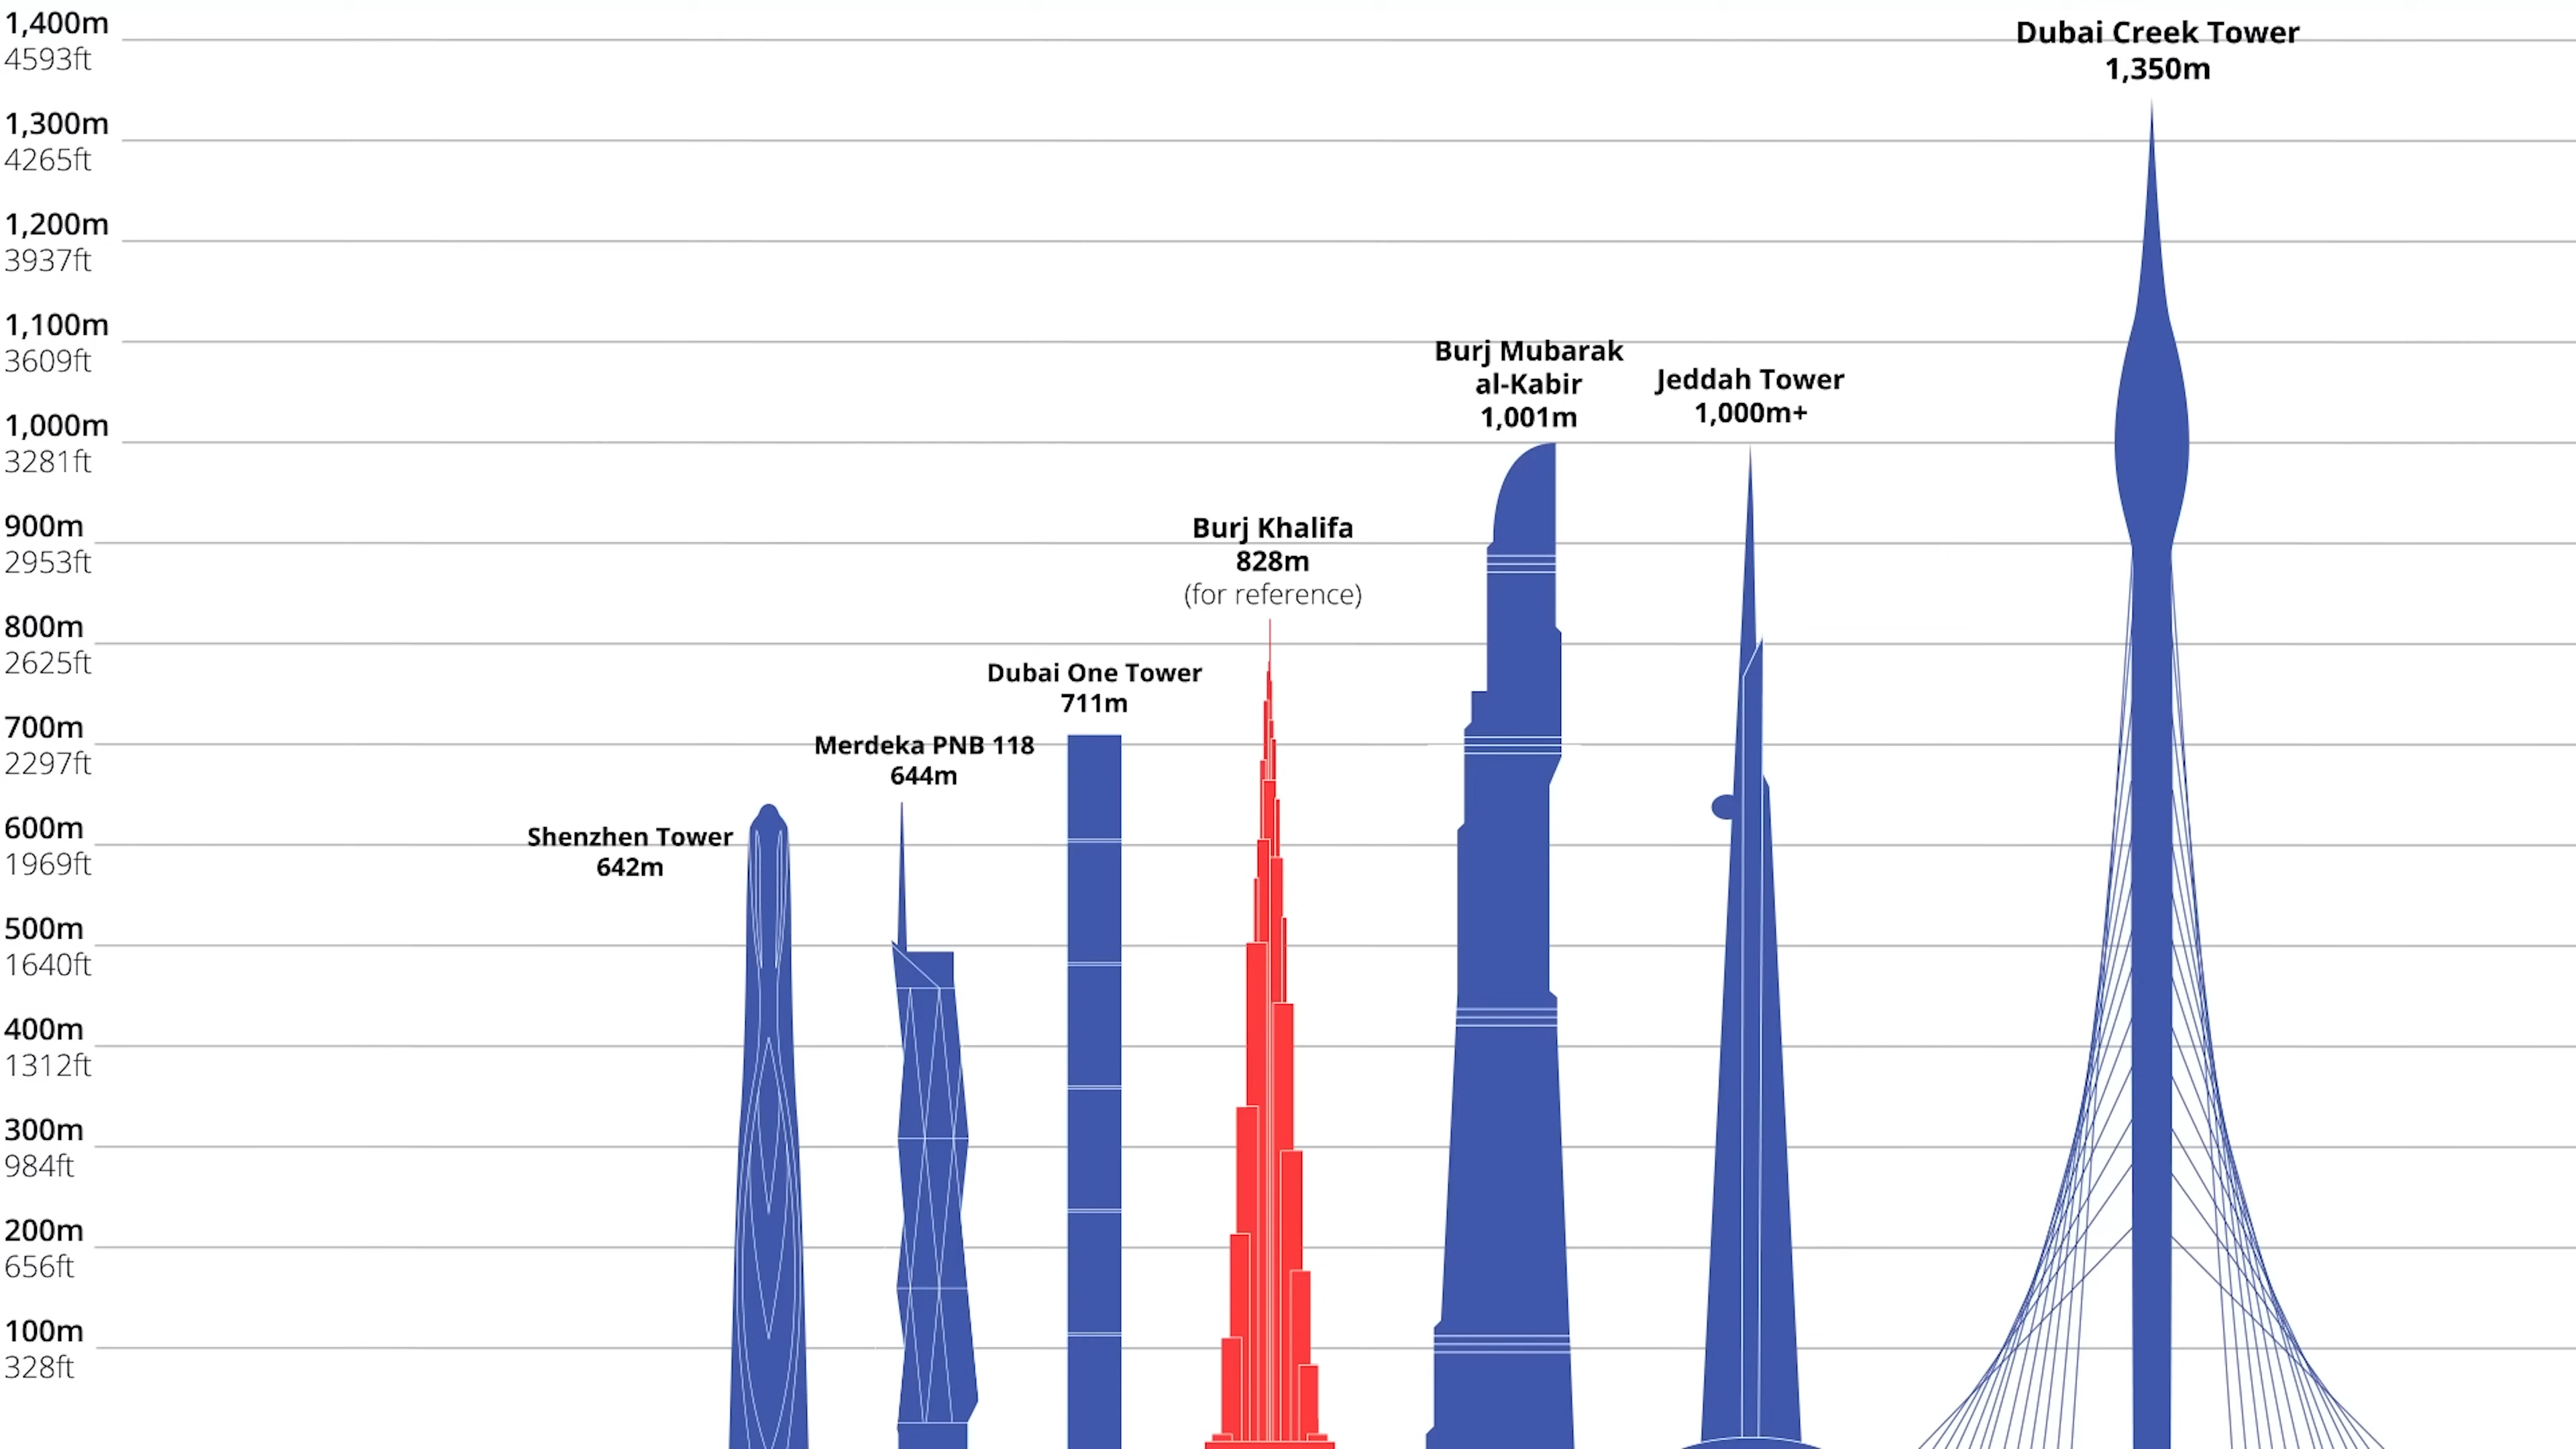 1,400m
4593ft
1,300m
4265ft
1,200m
3937ft
1,100m
3609ft
1,000m
3281ft
900m
2953ft
800m
2625ft
700m
2297ft
600m
1969ft
500m
1640ft
400m
1312ft
300m
984ft
200m
656ft
100m
328ft
Shenzhen Tower
642m
Merdeka PNB 118
644m
Dubai One Tower
711m
Burj Khalifa
828m
(for reference)
Burj Mubarak
al-Kabir
1,001m
Jeddah Tower
1,000m+
Dubai Creek Tower
1,350m